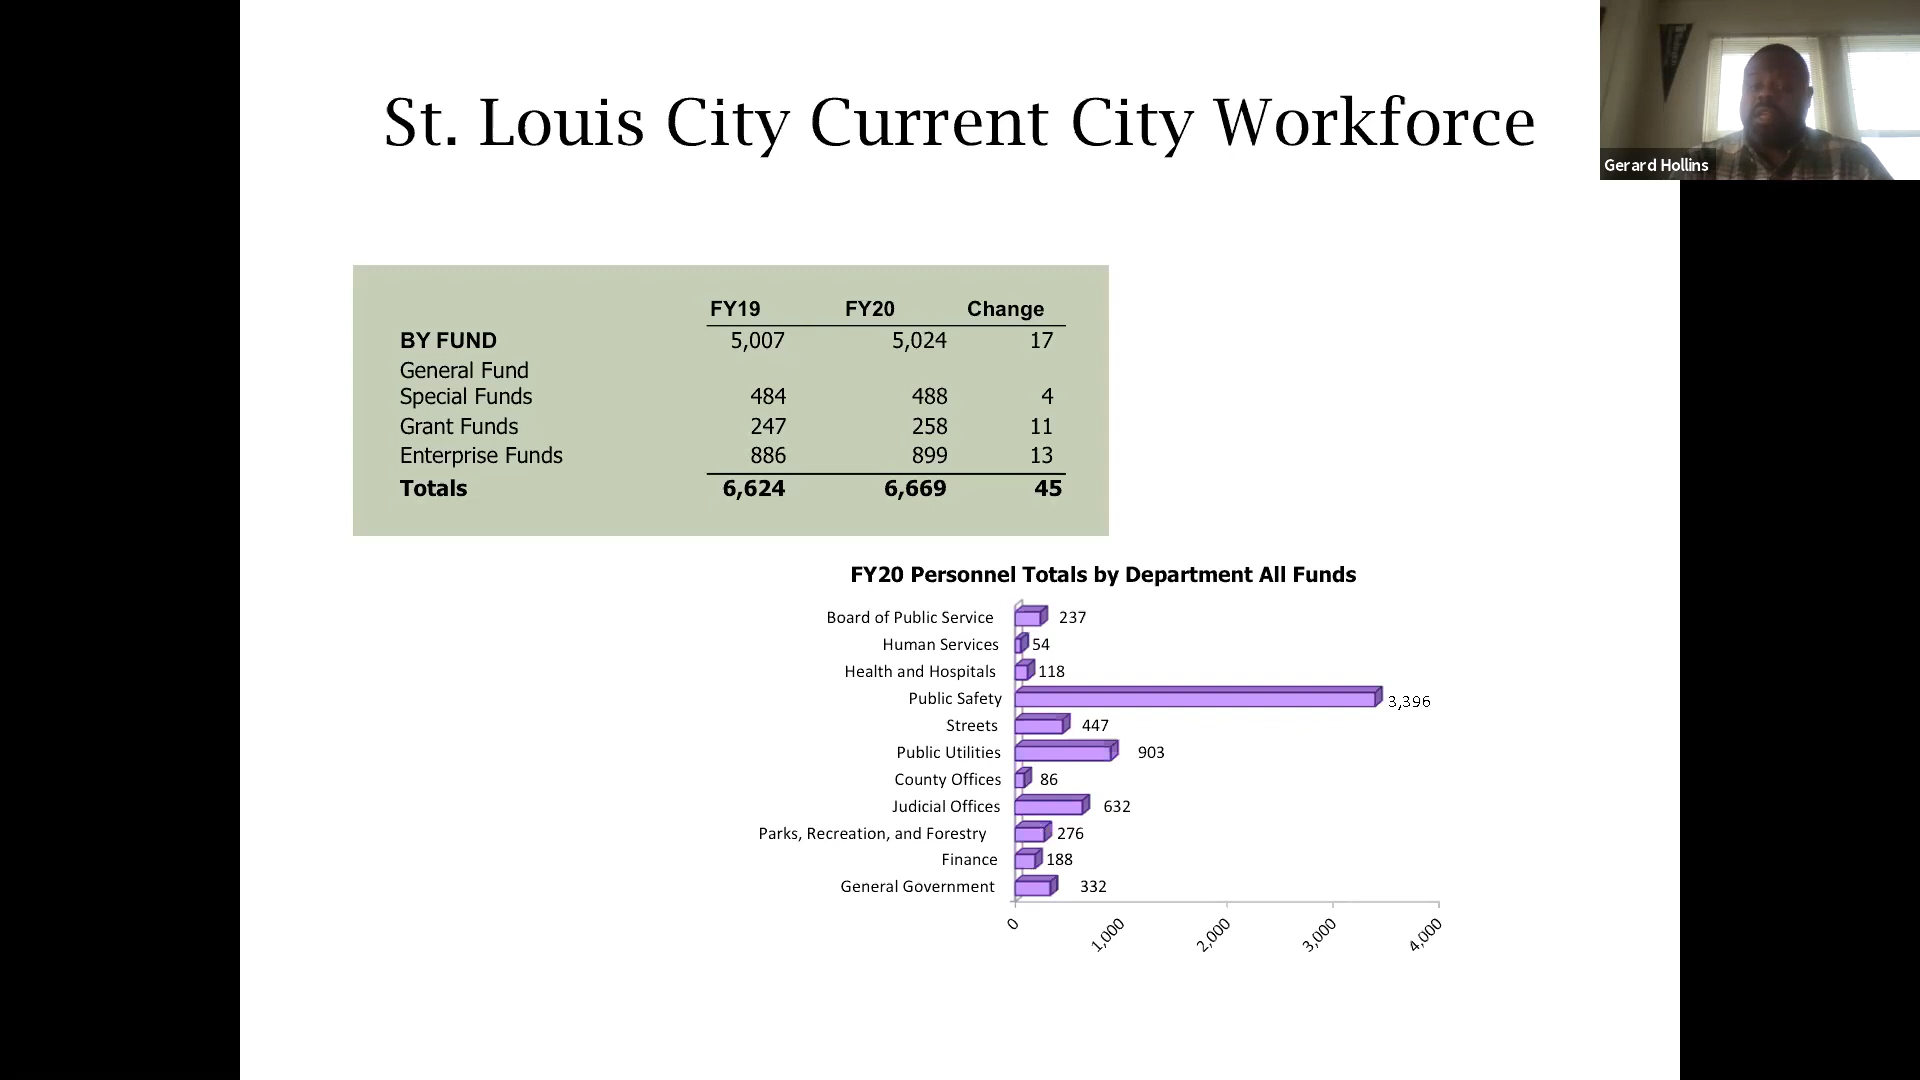 St. Louis City Current City Workforce
Gerard Hollins
FY19 FY20 Change
BY FUND 5,007 5,024 17
General Fund
Special Funds 484 488 4
Grant Funds 247 258 11
Enterprise Funds 886 899 13
Totals 6,624 6,669 45
FY20 Personnel Totals by Department All Funds
Board of Public Service 237
Human Services 54
Health and Hospitals 118
Public Safety 3,396
Streets 447
Public Utilities 903
County Offices 86
Judicial Offices 632
Parks, Recreation, and Forestry 276
Finance 188
General Government 332
0 1,000 2,000 3,000 4,000